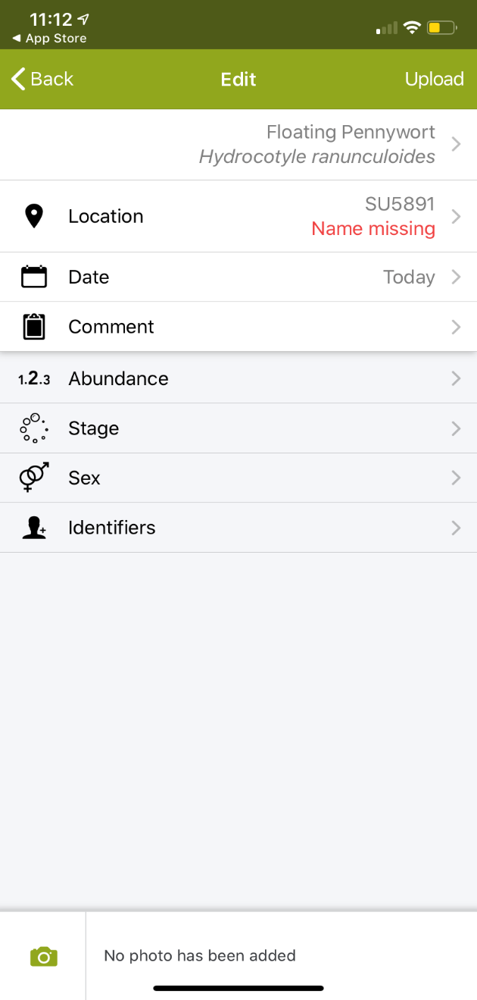 11:12
◀ App Store
Back
Edit
Upload
Floating Pennywort
Hydrocotyle ranunculoides
Location
SU5891
Name missing
Date
Today
Comment
1.2.3
Abundance
Stage
Sex
Identifiers
No photo has been added